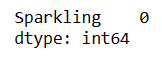 Sparkling    0
dtype: int64